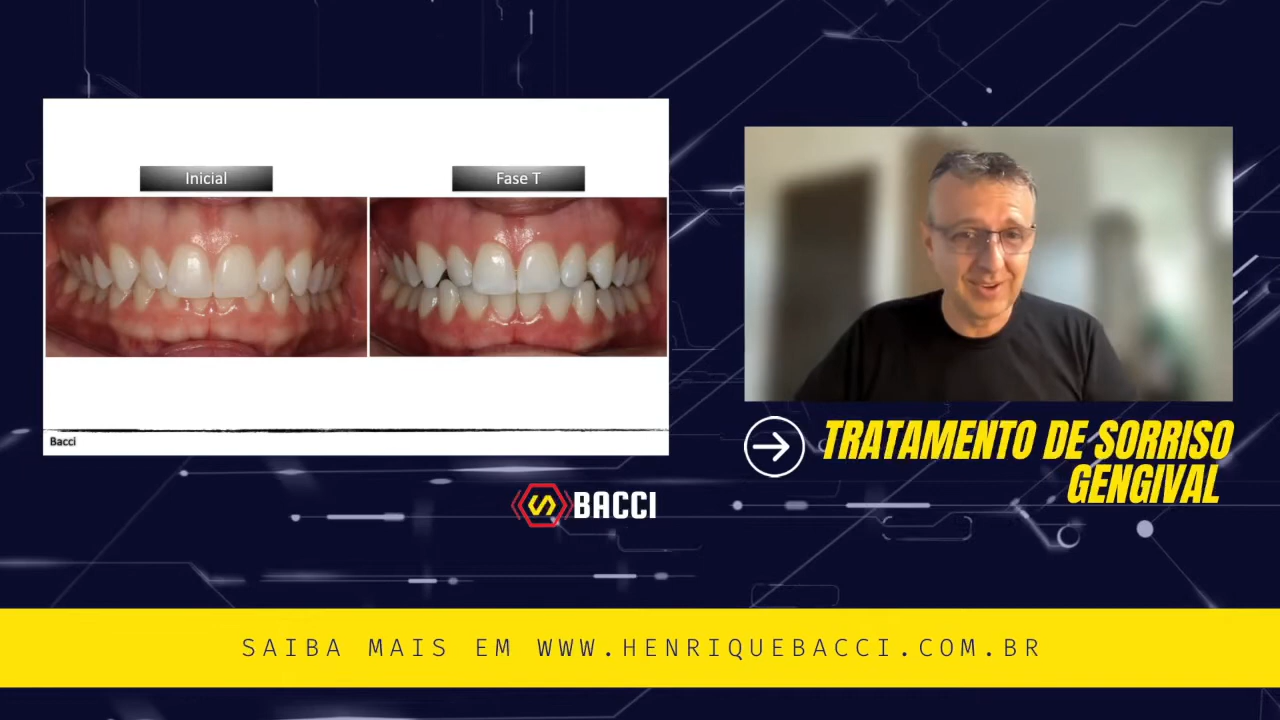 Inicial
Fase T
Bacci
TRATAMENTO DE SORRISO
GENGIVAL
BACCI
SAIBA MAIS EM WWW.HENRIQUEBACCI.COM.BR